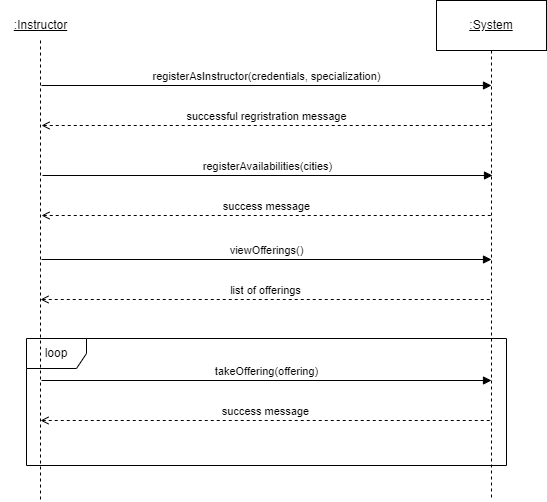 :Instructor
:System
registerAsInstructor(credentials, specialization)
successful regristration message
registerAvailabilities(cities)
success message
viewOfferings()
list of offerings
loop
takeOffering(offering)
success message